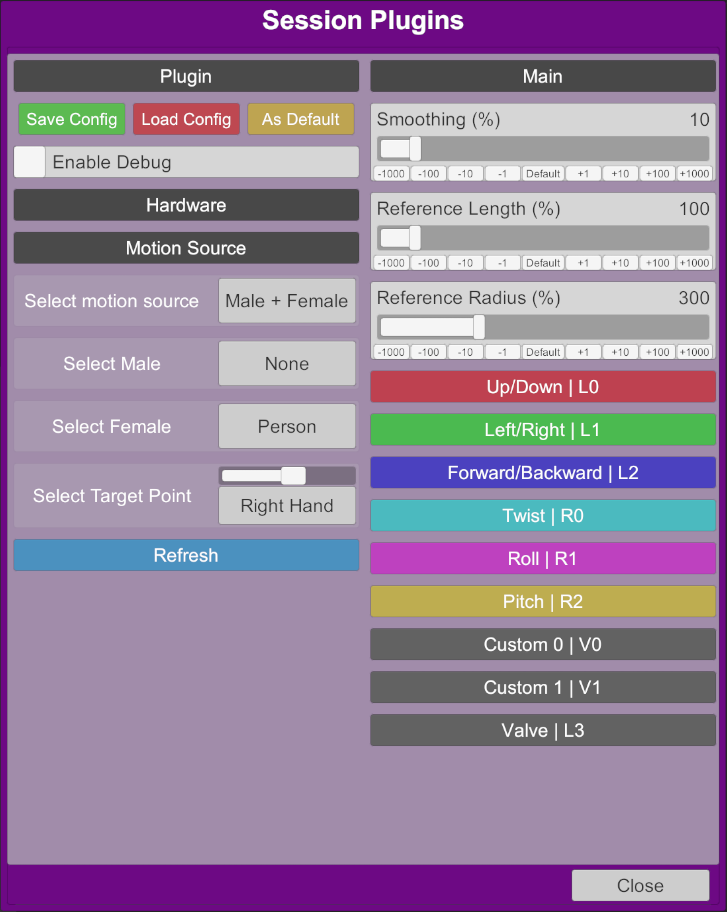 Session Plugins
Plugin
Save Config Load Config As Default
Enable Debug
Hardware
Motion Source
Select motion source Male + Female
Select Male None
Select Female Person
Select Target Point Right Hand
Refresh
Main
Smoothing (%) 10
-1000 -100 -10 -1 Default +1 +10 +100 +1000
Reference Length (%) 100
-1000 -100 -10 -1 Default +1 +10 +100 +1000
Reference Radius (%) 300
-1000 -100 -10 -1 Default +1 +10 +100 +1000
Up/Down | L0
Left/Right | L1
Forward/Backward | L2
Twist | R0
Roll | R1
Pitch | R2
Custom 0 | V0
Custom 1 | V1
Valve | L3
Close